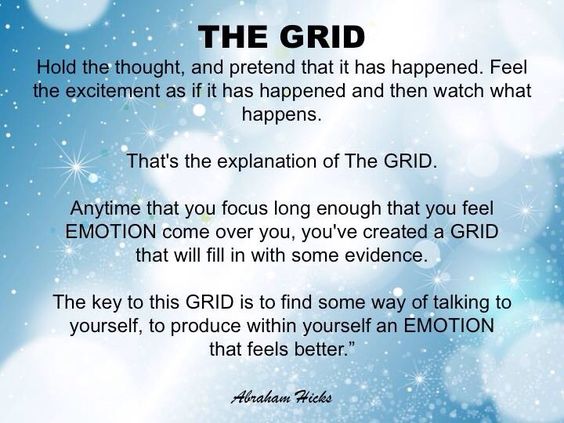 THE GRID
Hold the thought, and pretend that it has happened. Feel
the excitement as if it has happened and then watch what
happens.
That's the explanation of The GRID.
Anytime that you focus long enough that you feel
EMOTION come over you, you've created a GRID
that will fill in with some evidence.
The key to this GRID is to find some way of talking to
yourself, to produce within yourself an EMOTION
that feels better.”
Abraham Hicks